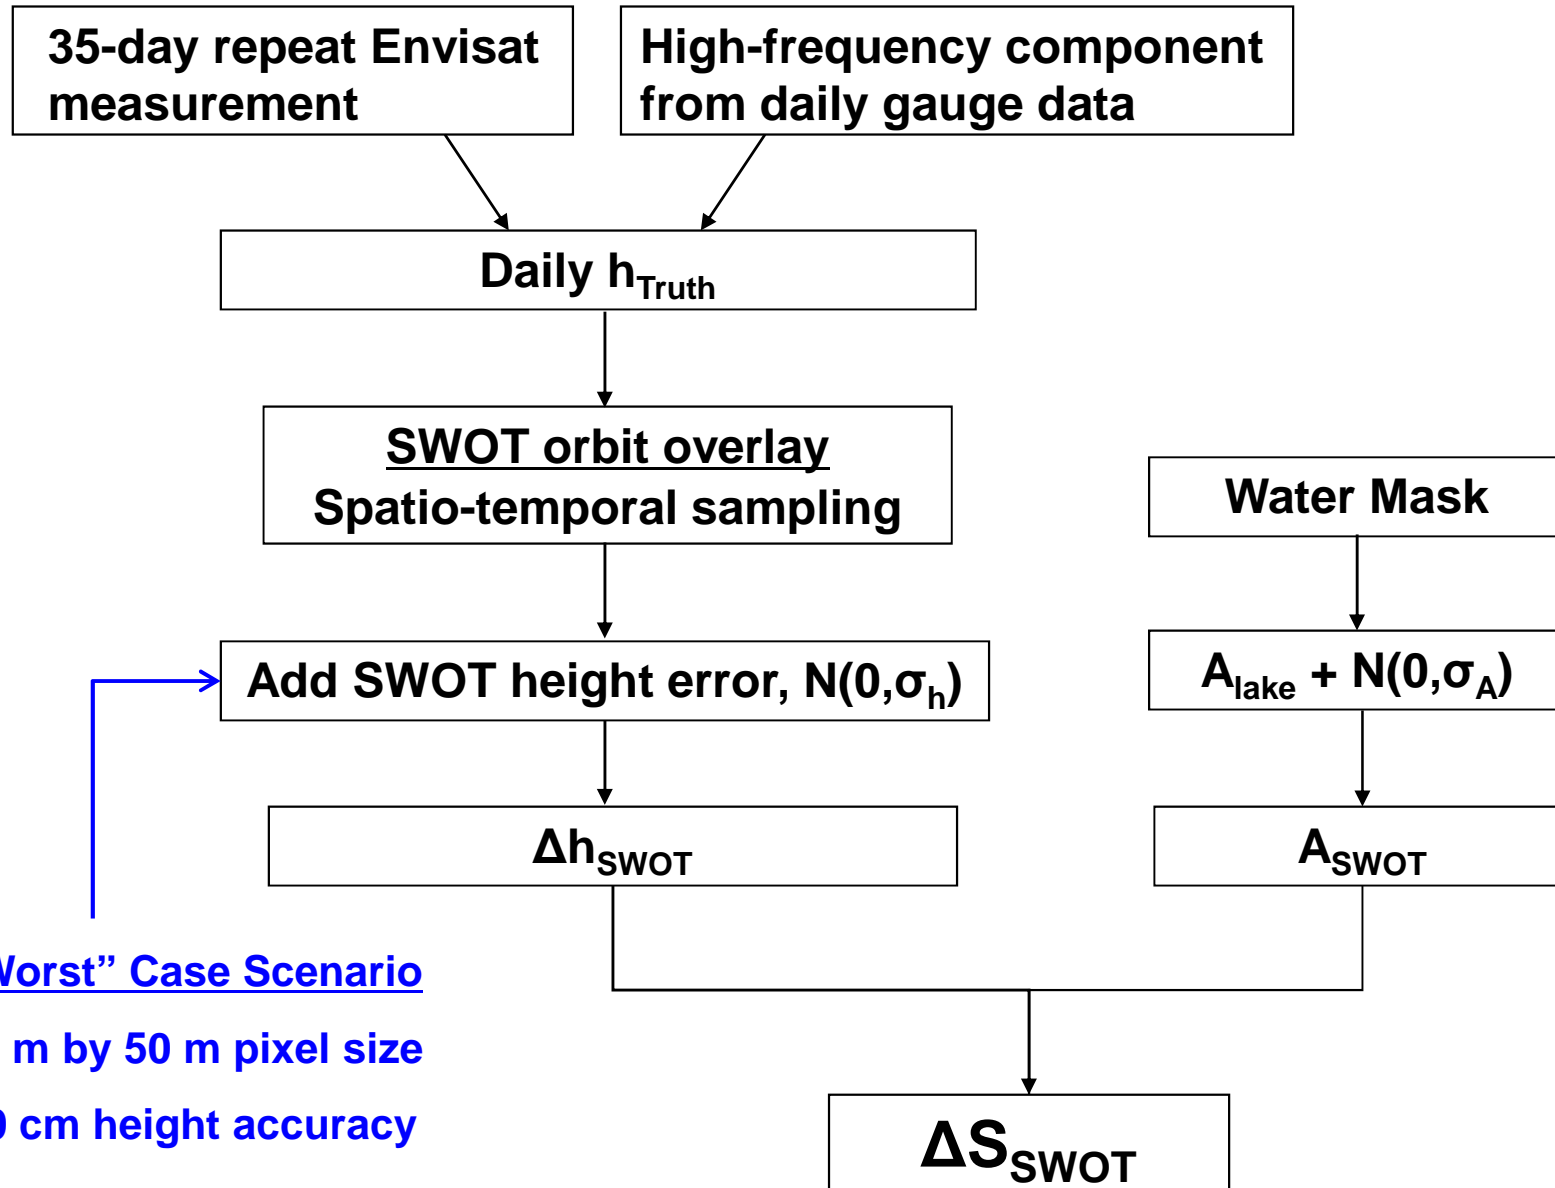 35-day repeat Envisat
measurement
High-frequency component
from daily gauge data
Daily hTruth
SWOT orbit overlay
Spatio-temporal sampling
Water Mask
Add SWOT height error, N(0,σh)
Alake + N(0,σA)
ΔhSWOT
ASWOT
Worst” Case Scenario
m by 50 m pixel size
cm height accuracy
ΔSSWOT